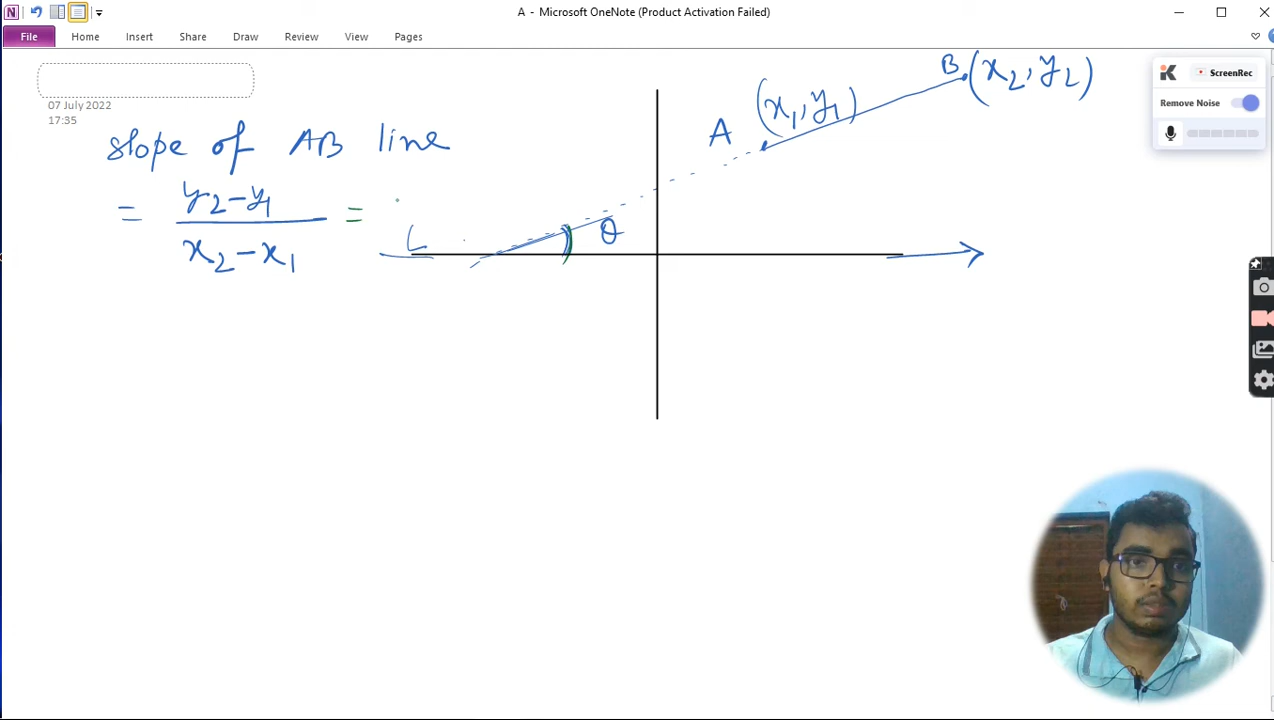 A - Microsoft OneNote (Product Activation Failed)
File Home Insert Share Draw Review View Pages
ScreenRec
Remove Noise
07 July 2022
17:35
B (x₂, y₂)
A (x₁, y₁)
slope of AB line
= y₂-y₁ / x₂-x₁ =
L
θ